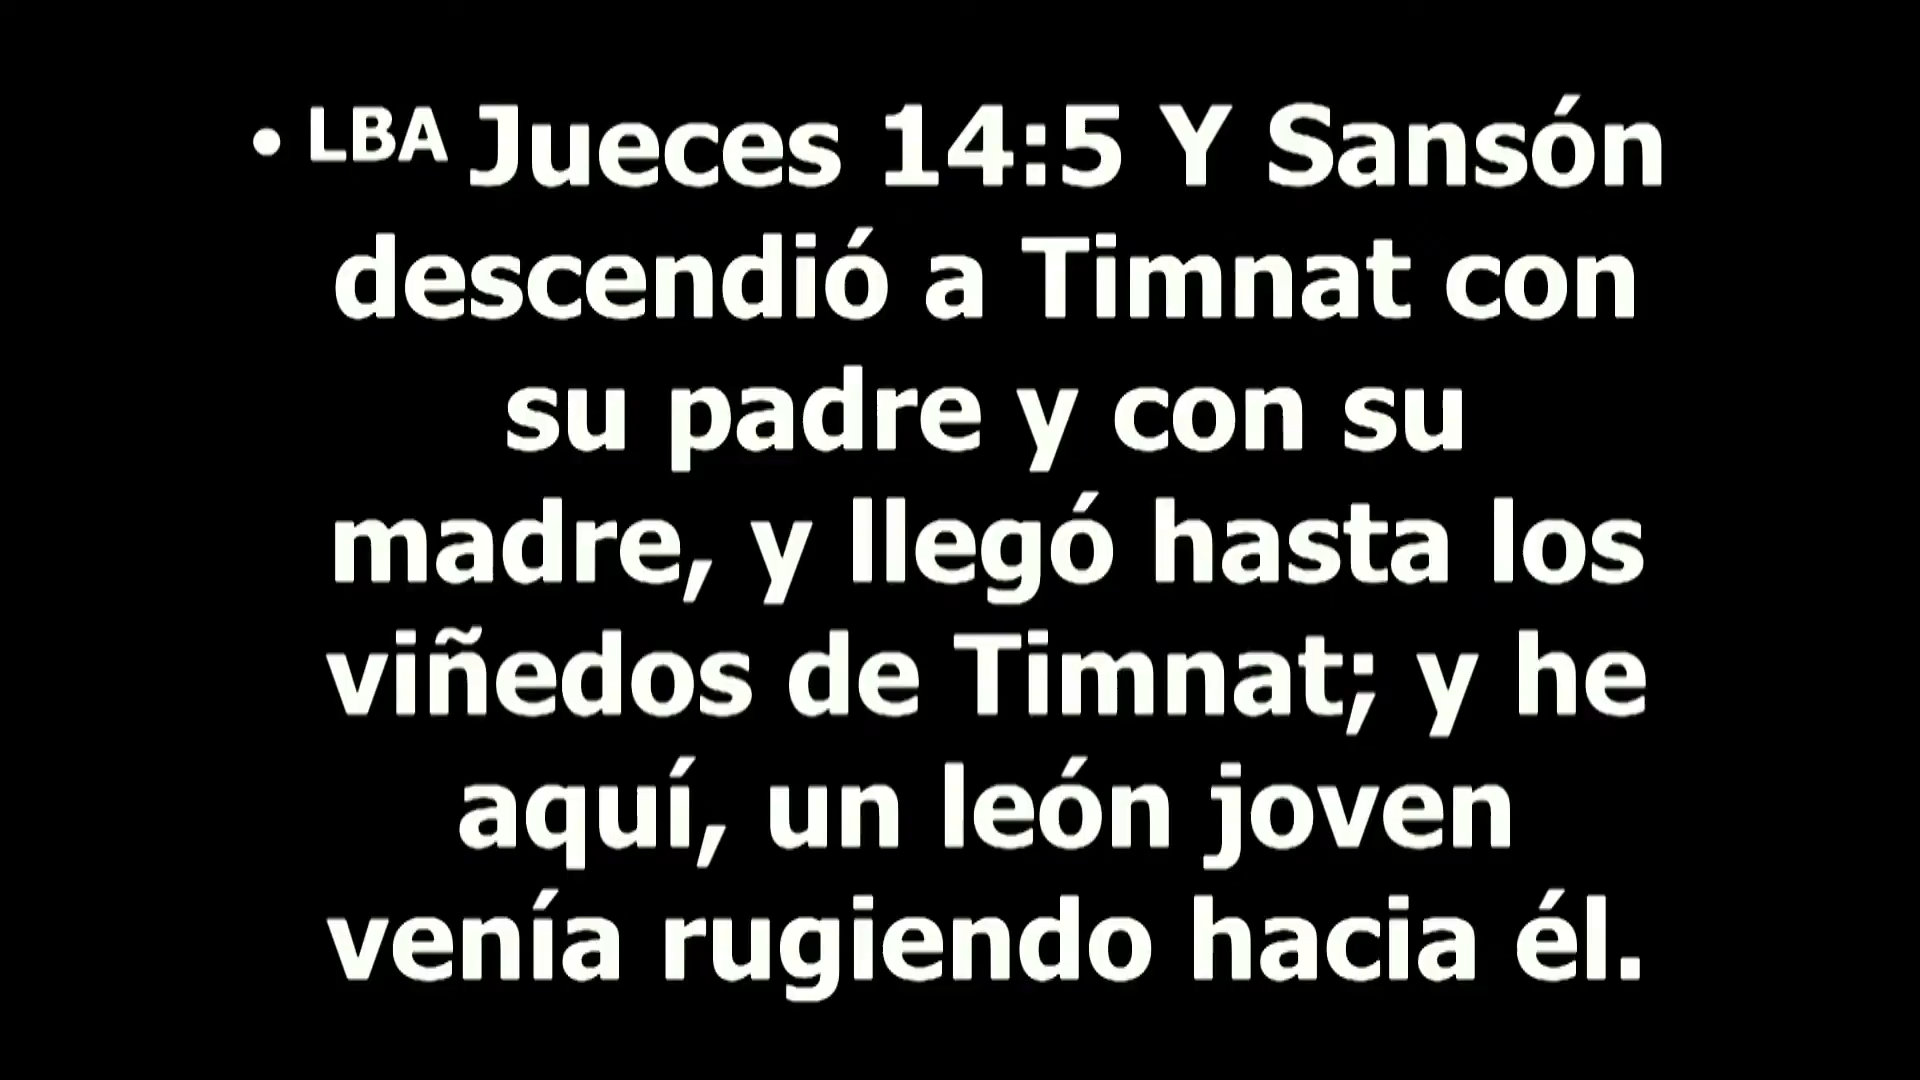 • LBA Jueces 14:5 Y Sansón
descendió a Timnat con
su padre y con su
madre, y llegó hasta los
viñedos de Timnat; y he
aquí, un león joven
venía rugiendo hacia él.